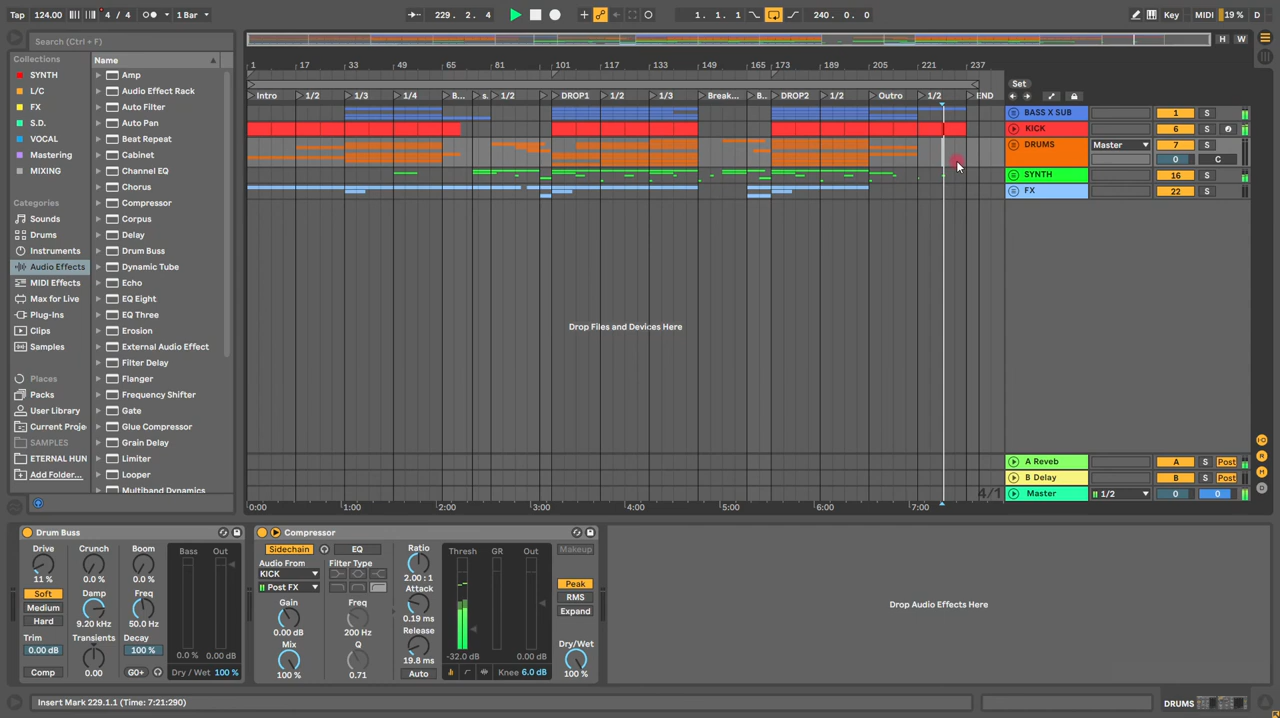 Tap 124.00 4 / 4 1 Bar 229. 2. 4 1. 1. 1 240. 0. 0 Key MIDI 19 % D
Search (Ctrl + F)
Collections
SYNTH
L/C
FX
S.D.
VOCAL
Mastering
MIXING
Categories
Sounds
Drums
Instruments
Audio Effects
MIDI Effects
Max for Live
Plug-Ins
Clips
Samples
Places
Packs
User Library
Current Proje
SAMPLES
ETERNAL HUN
Add Folder...
Name
Amp
Audio Effect Rack
Auto Filter
Auto Pan
Beat Repeat
Cabinet
Channel EQ
Chorus
Compressor
Corpus
Delay
Drum Buss
Dynamic Tube
Echo
EQ Eight
EQ Three
Erosion
External Audio Effect
Filter Delay
Flanger
Frequency Shifter
Gate
Glue Compressor
Grain Delay
Limiter
Looper
Multiband Dynamics
H W
1 17 33 49 65 81 101 117 133 149 165 173 189 205 221 237
Set
Intro 1/2 1/3 1/4 B... s. 1/2 DROP1 1/2 1/3 Break... B.. DROP2 1/2 Outro 1/2 END
BASS X SUB 1 S
KICK 6 S
DRUMS Master 7 S
0 C
SYNTH 16 S
FX 22 S
Drop Files and Devices Here
A Reveb A S Post
B Delay B S Post
4/1 Master 1/2 0 0
0:00 1:00 2:00 3:00 4:00 5:00 6:00 7:00
Drum Buss
Drive
11 %
Soft
Medium
Hard
Trim
0.00 dB
Comp
Crunch
0.0 %
Damp
9.20 kHz
Transients
0.00
Boom
0.0 %
Freq
50.0 Hz
Decay
100 %
Bass Out
0.0 % 0.00 dB
Dry / Wet 100 %
Compressor
Sidechain EQ
Audio From
KICK
Post FX
Gain
0.00 dB
Mix
100 %
Filter Type
Freq
200 Hz
Q
0.71
Ratio
2.00 : 1
Attack
0.19 ms
Release
19.8 ms
Auto
Thresh GR Out
-32.0 dB 0.00 dB
Knee 6.0 dB
Makeup
Peak
RMS
Expand
Dry/Wet
100 %
Drop Audio Effects Here
Insert Mark 229.1.1 (Time: 7:21:290)
DRUMS